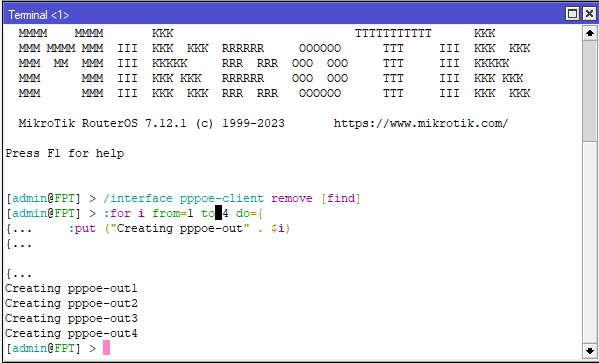 Terminal <1>
MMMM    MMMM       KKK                          TTTTTTTTTTT      KKK
MMM MMMM MMM  III  KKK  KKK  RRRRRR     OOOOOO      TTT     III  KKK  KKK
MMM  MM  MMM  III  KKKKK     RRR  RRR  OOO  OOO     TTT     III  KKKKK
MMM      MMM  III  KKK KKK   RRRRRR    OOO  OOO     TTT     III  KKK KKK
MMM      MMM  III  KKK  KKK  RRR  RRR   OOOOOO      TTT     III  KKK  KKK
MikroTik RouterOS 7.12.1 (c) 1999-2023       https://www.mikrotik.com/
Press F1 for help
[admin@FPT] > /interface pppoe-client remove [find]
[admin@FPT] > :for i from=1 to 4 do={
{...     :put ("Creating pppoe-out" . $i)
{...
{...
Creating pppoe-out1
Creating pppoe-out2
Creating pppoe-out3
Creating pppoe-out4
[admin@FPT] >